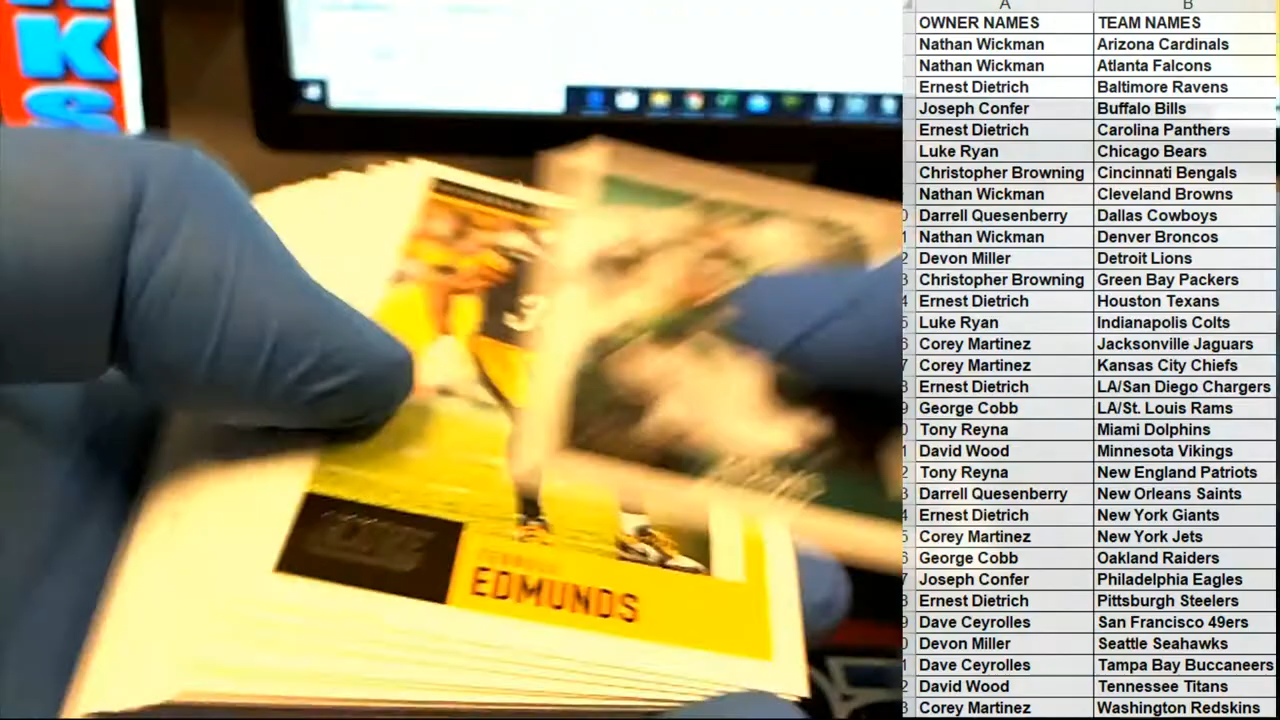 KS
A B
OWNER NAMES TEAM NAMES
Nathan Wickman Arizona Cardinals
Nathan Wickman Atlanta Falcons
Ernest Dietrich Baltimore Ravens
Joseph Confer Buffalo Bills
Ernest Dietrich Carolina Panthers
Luke Ryan Chicago Bears
Christopher Browning Cincinnati Bengals
Nathan Wickman Cleveland Browns
Darrell Quesenberry Dallas Cowboys
Nathan Wickman Denver Broncos
Devon Miller Detroit Lions
Christopher Browning Green Bay Packers
Ernest Dietrich Houston Texans
Luke Ryan Indianapolis Colts
Corey Martinez Jacksonville Jaguars
Corey Martinez Kansas City Chiefs
Ernest Dietrich LA/San Diego Chargers
George Cobb LA/St. Louis Rams
Tony Reyna Miami Dolphins
David Wood Minnesota Vikings
Tony Reyna New England Patriots
Darrell Quesenberry New Orleans Saints
Ernest Dietrich New York Giants
Corey Martinez New York Jets
George Cobb Oakland Raiders
Joseph Confer Philadelphia Eagles
Ernest Dietrich Pittsburgh Steelers
Dave Ceyrolles San Francisco 49ers
Devon Miller Seattle Seahawks
Dave Ceyrolles Tampa Bay Buccaneers
David Wood Tennessee Titans
Corey Martinez Washington Redskins
EDMUNDS